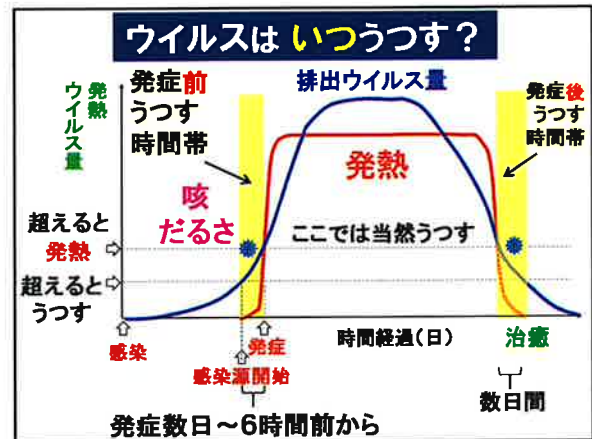 ウイルスは いつうつす？
発熱
ウイルス量
発症前
うつす
時間帯
排出ウイルス量
発症後
うつす
時間帯
咳
だるさ
発熱
超えると
発熱
ここでは当然うつす
超えると
うつす
感染
発症
感染源開始
時間経過（日）
治癒
数日間
発症数日～6時間前から